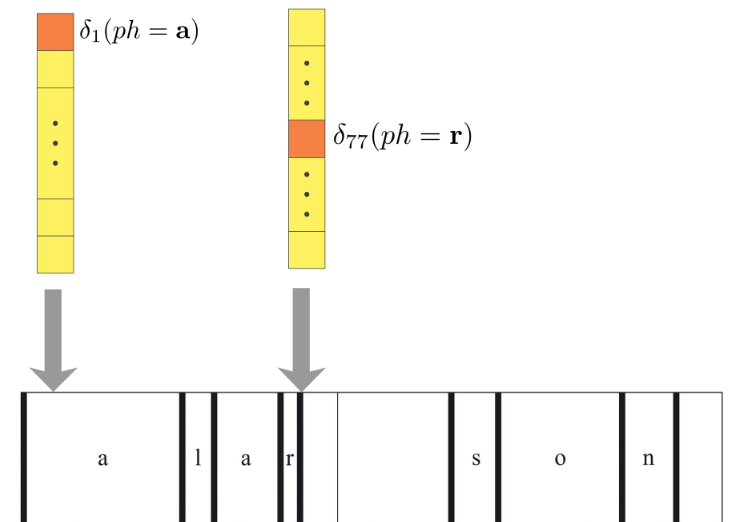 δ₁(ph = a)
δ₇₇(ph = r)
a l a r s o n